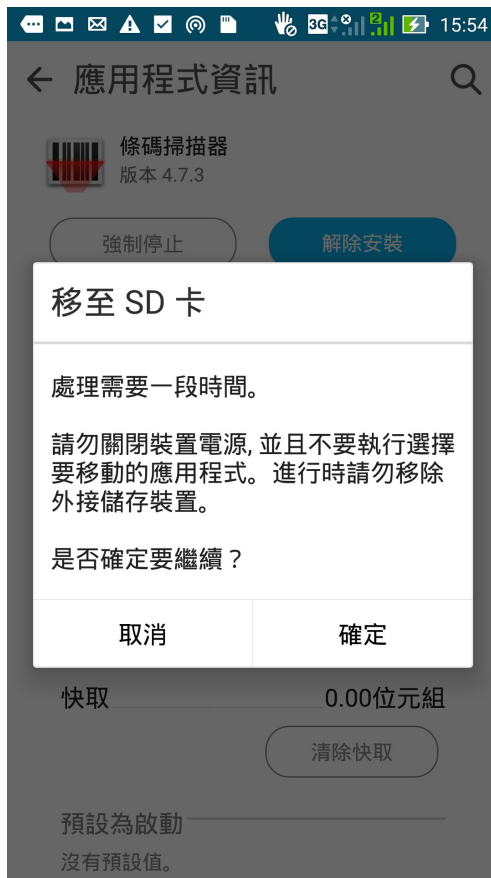 3G 2 15:54
應用程式資訊
條碼掃描器
版本 4.7.3
強制停止 解除安裝
移至 SD 卡
處理需要一段時間。
請勿關閉裝置電源, 並且不要執行選擇
要移動的應用程式。進行時請勿移除
外接儲存裝置。
是否確定要繼續？
取消 確定
快取 0.00位元組
清除快取
預設為啟動
沒有預設值。